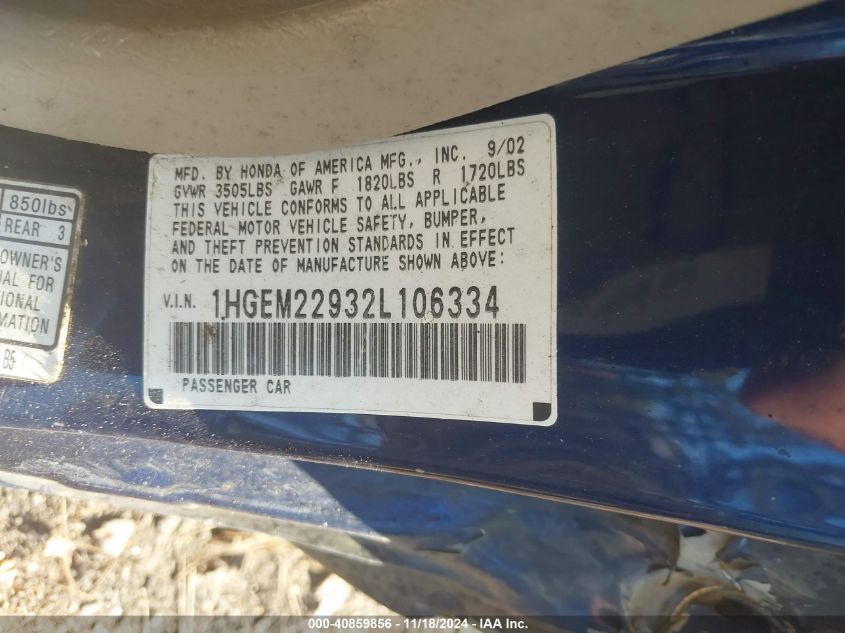 850lbs
REAR 3
OWNER'S
AL FOR
IONAL
MATION
B5
MFD. BY HONDA OF AMERICA MFG., INC. 9/02
GVWR 3505LBS GAWR F 1820LBS R 1720LBS
THIS VEHICLE CONFORMS TO ALL APPLICABLE
FEDERAL MOTOR VEHICLE SAFETY, BUMPER,
AND THEFT PREVENTION STANDARDS IN EFFECT
ON THE DATE OF MANUFACTURE SHOWN ABOVE:
V.I.N. 1HGEM22932L106334
PASSENGER CAR
000-40859856 - 11/18/2024 - IAA Inc.